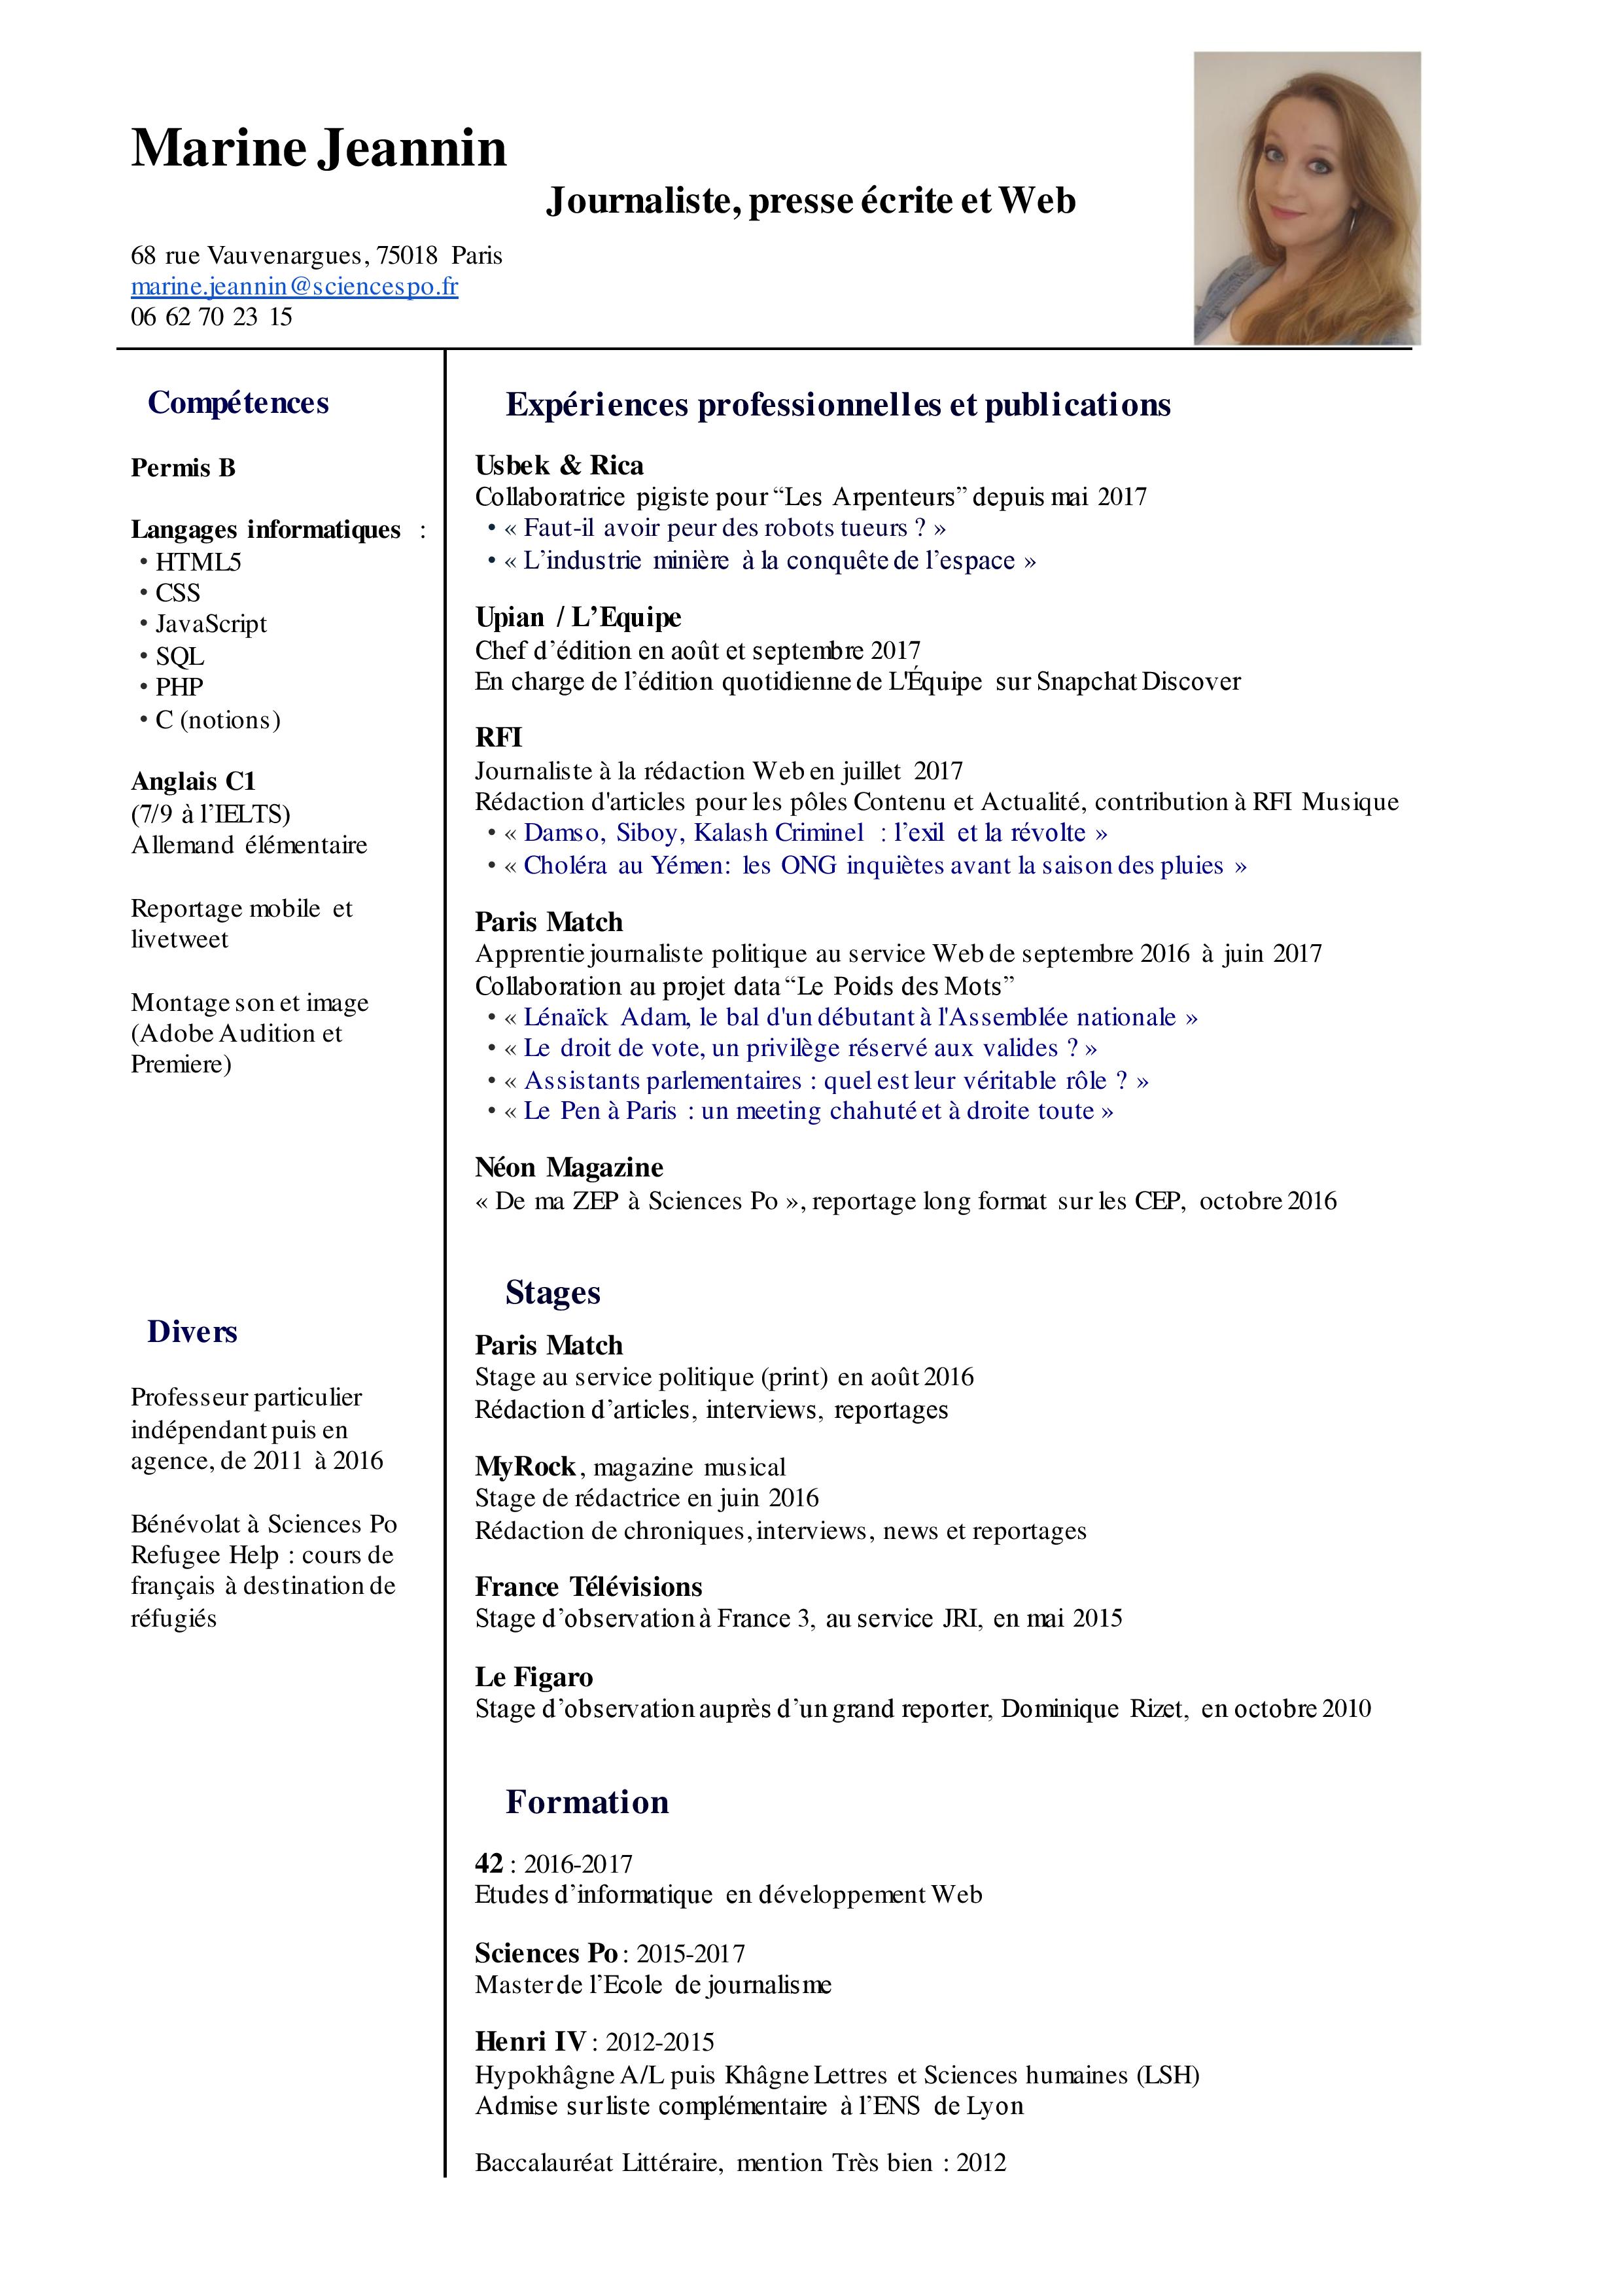 Marine Jeannin
Journaliste, presse écrite et Web
68 rue Vauvenargues, 75018 Paris
marine.jeannin@sciencespo.fr
06 62 70 23 15
Compétences
Permis B
Langages informatiques :
• HTML5
• CSS
• JavaScript
• SQL
• PHP
• C (notions)
Anglais C1
(7/9 à l’IELTS)
Allemand élémentaire
Reportage mobile et
livetweet
Montage son et image
(Adobe Audition et
Premiere)
Divers
Professeur particulier
indépendant puis en
agence, de 2011 à 2016
Bénévolat à Sciences Po
Refugee Help : cours de
français à destination de
réfugiés
Expériences professionnelles et publications
Usbek & Rica
Collaboratrice pigiste pour “Les Arpenteurs” depuis mai 2017
• « Faut-il avoir peur des robots tueurs ? »
• « L’industrie minière à la conquête de l’espace »
Upian / L’Equipe
Chef d’édition en août et septembre 2017
En charge de l’édition quotidienne de L'Équipe sur Snapchat Discover
RFI
Journaliste à la rédaction Web en juillet 2017
Rédaction d'articles pour les pôles Contenu et Actualité, contribution à RFI Musique
• « Damso, Siboy, Kalash Criminel : l’exil et la révolte »
• « Choléra au Yémen: les ONG inquiètes avant la saison des pluies »
Paris Match
Apprentie journaliste politique au service Web de septembre 2016 à juin 2017
Collaboration au projet data “Le Poids des Mots”
• « Lénaïck Adam, le bal d'un débutant à l'Assemblée nationale »
• « Le droit de vote, un privilège réservé aux valides ? »
• « Assistants parlementaires : quel est leur véritable rôle ? »
• « Le Pen à Paris : un meeting chahuté et à droite toute »
Néon Magazine
« De ma ZEP à Sciences Po », reportage long format sur les CEP, octobre 2016
Stages
Paris Match
Stage au service politique (print) en août 2016
Rédaction d’articles, interviews, reportages
MyRock, magazine musical
Stage de rédactrice en juin 2016
Rédaction de chroniques, interviews, news et reportages
France Télévisions
Stage d’observation à France 3, au service JRI, en mai 2015
Le Figaro
Stage d’observation auprès d’un grand reporter, Dominique Rizet, en octobre 2010
Formation
42 : 2016-2017
Etudes d’informatique en développement Web
Sciences Po : 2015-2017
Master de l’Ecole de journalisme
Henri IV : 2012-2015
Hypokhâgne A/L puis Khâgne Lettres et Sciences humaines (LSH)
Admise sur liste complémentaire à l’ENS de Lyon
Baccalauréat Littéraire, mention Très bien : 2012